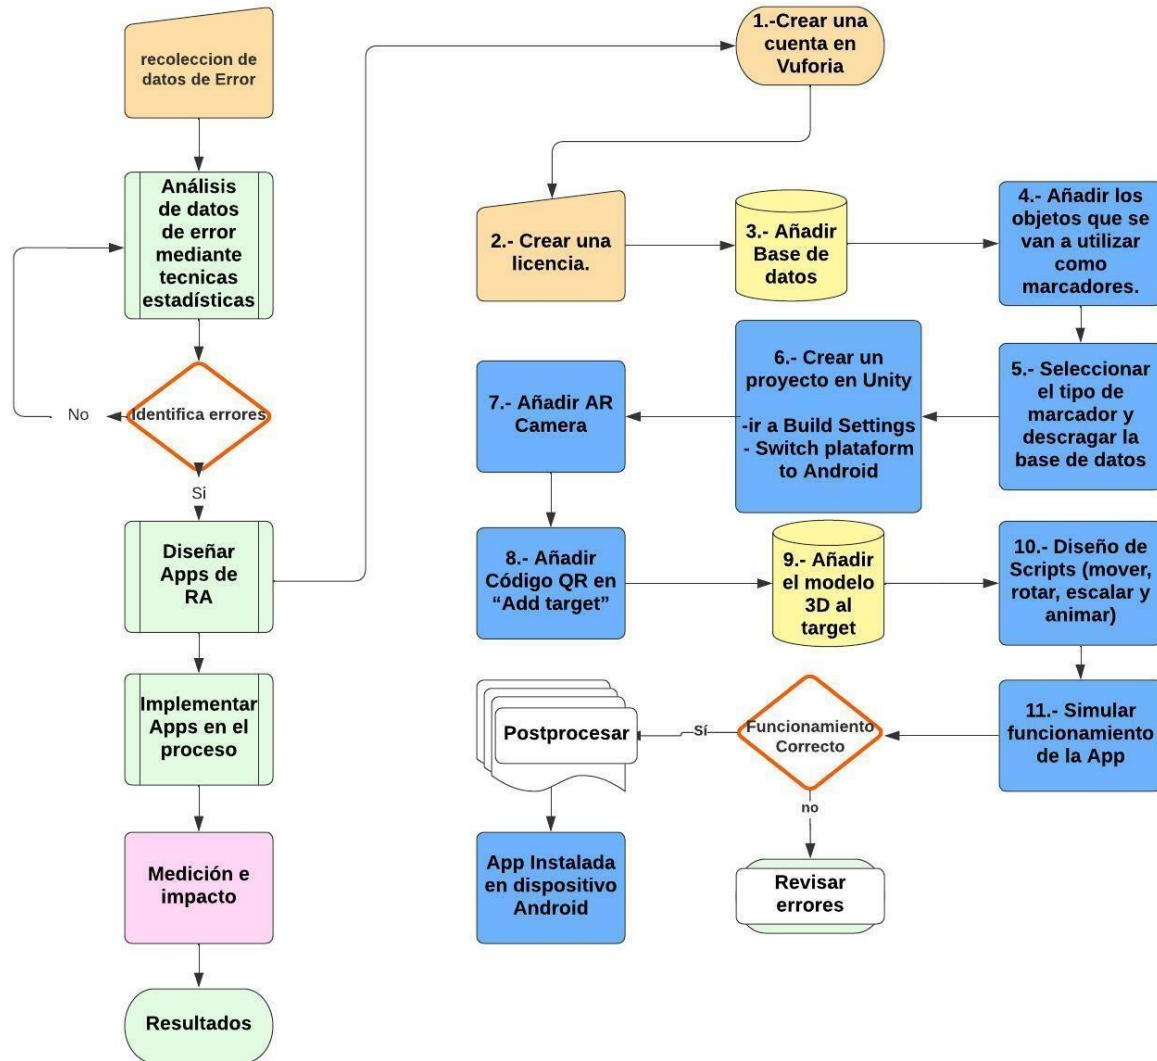 recoleccion de
datos de Error
Análisis
de datos
de error
mediante
tecnicas
estadísticas
Identifica errores
No
Si
Diseñar
Apps de
RA
Implementar
Apps en el
proceso
Medición e
impacto
Resultados
1.-Crear una
cuenta en
Vuforia
2.- Crear una
licencia.
3.- Añadir
Base de
datos
4.- Añadir los
objetos que se
van a utilizar
como
marcadores.
5.- Seleccionar
el tipo de
marcador y
descragar la
base de datos
6.- Crear un
proyecto en Unity
-ir a Build Settings
- Switch plataform
to Android
7.- Añadir AR
Camera
8.- Añadir
Código QR en
“Add target”
9.- Añadir
el modelo
3D al
target
10.- Diseño de
Scripts (mover,
rotar, escalar y
animar)
11.- Simular
funcionamiento
de la App
Funcionamiento
Correcto
Sí
no
Postprocesar
App Instalada
en dispositivo
Android
Revisar
errores